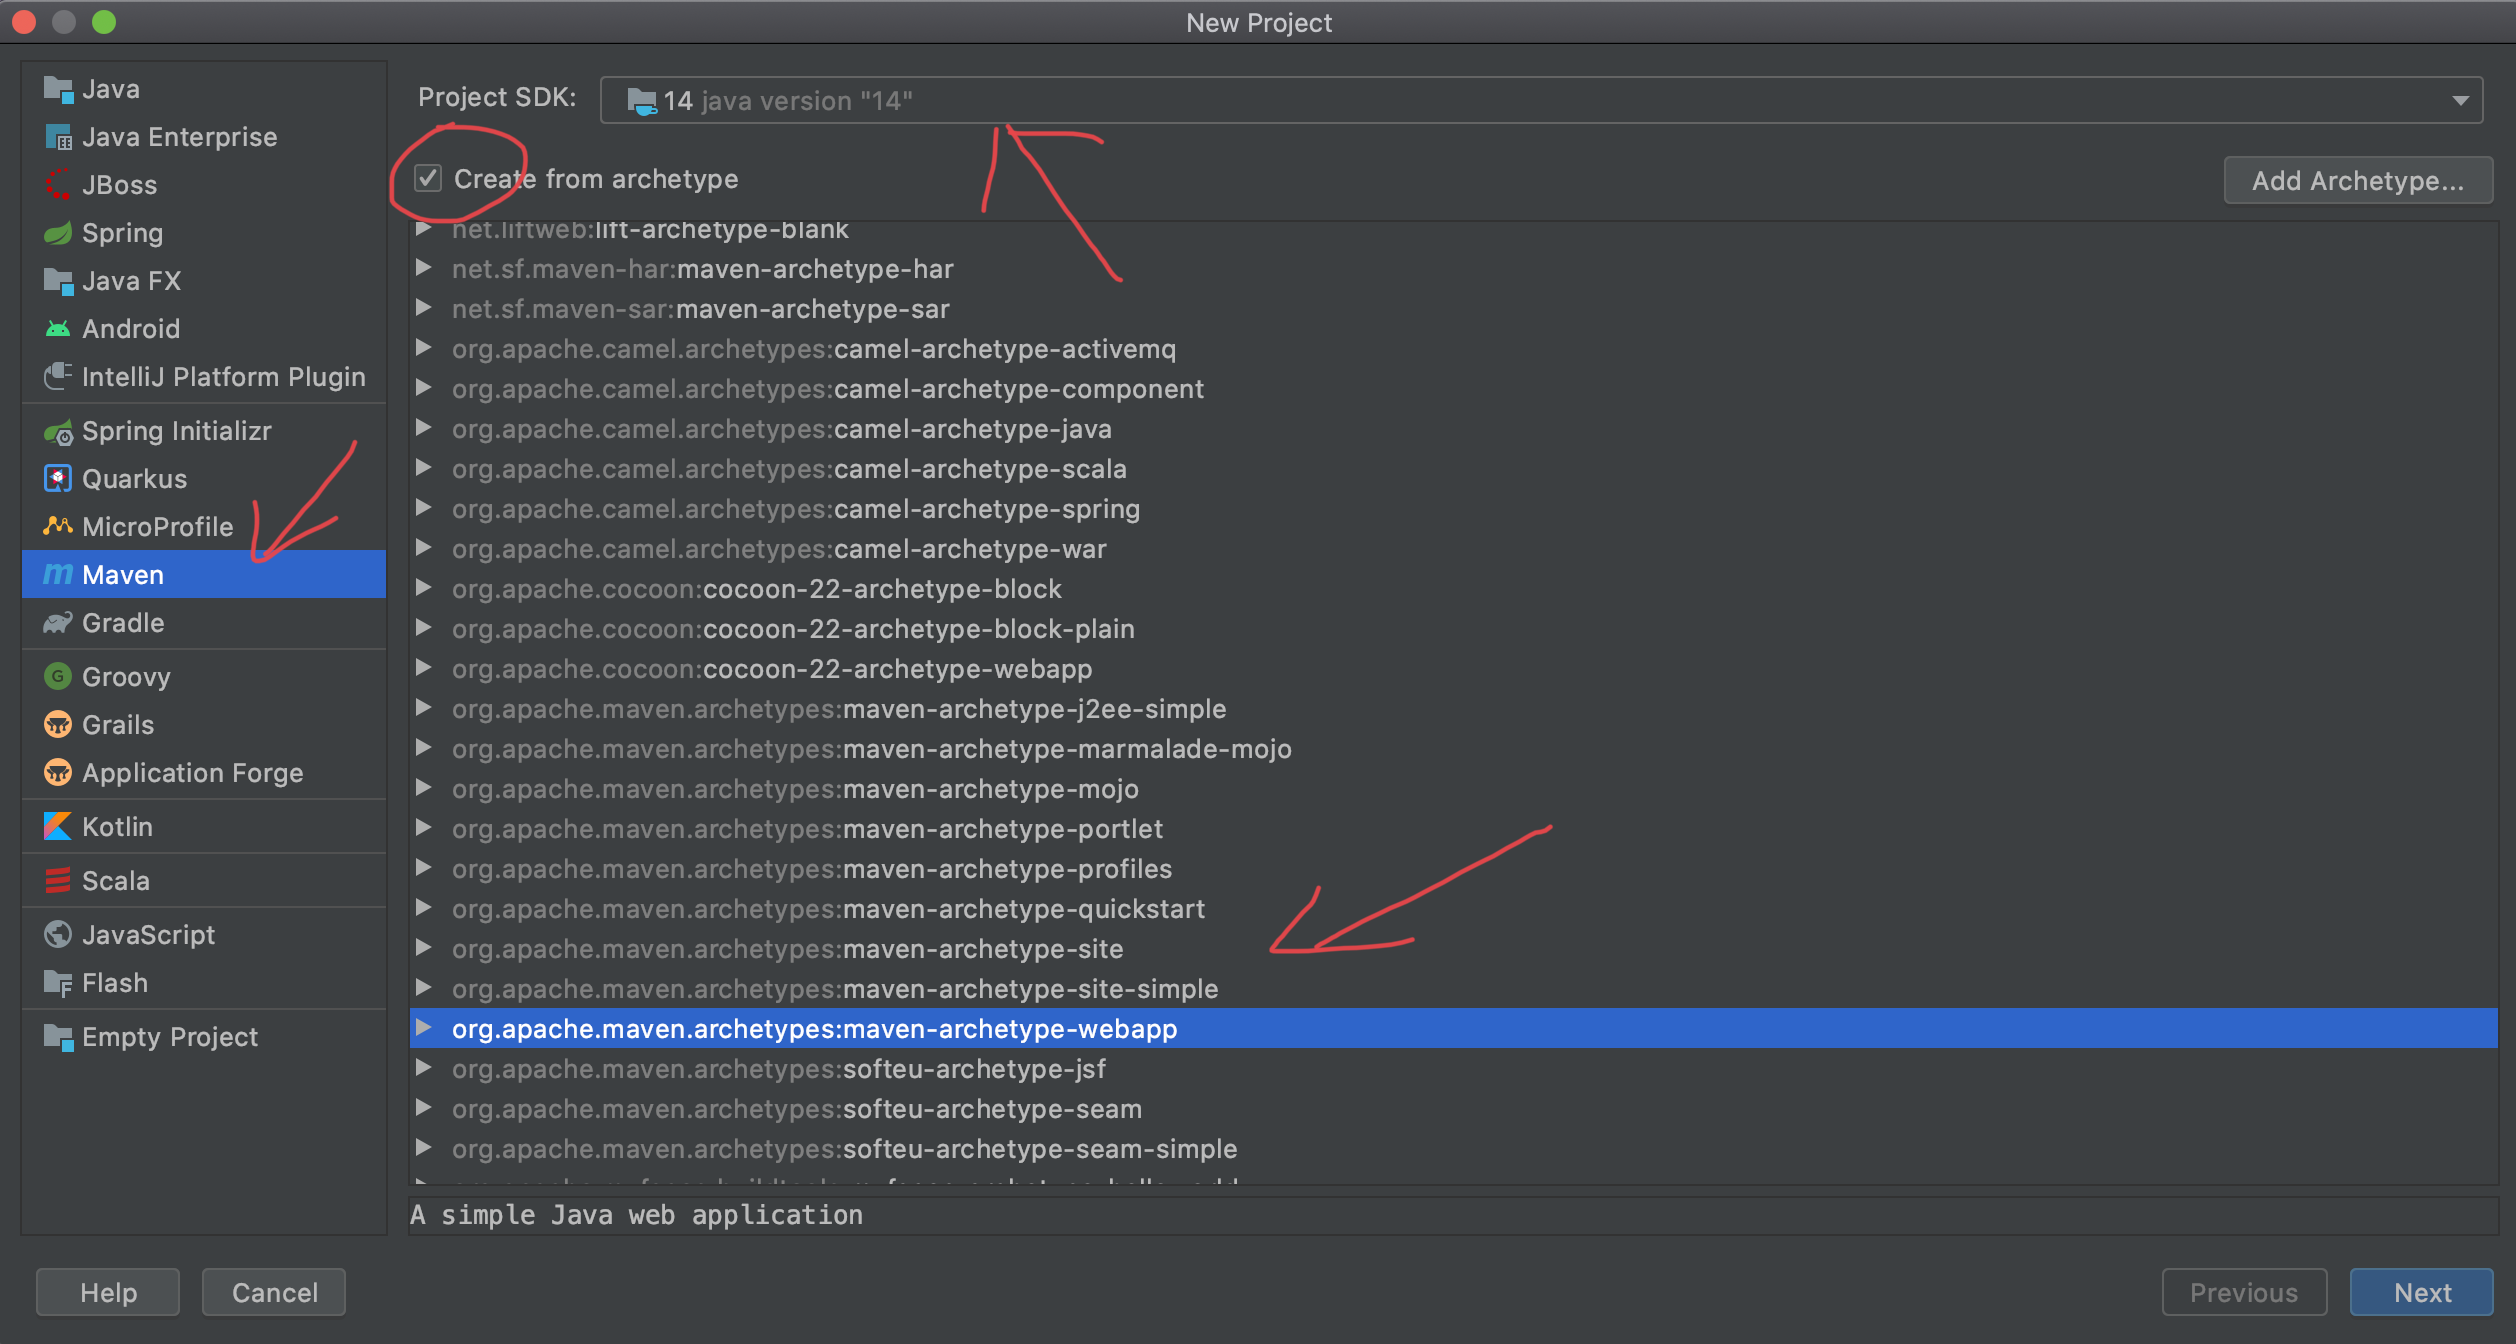 New Project
Java
Java Enterprise
JBoss
Spring
Java FX
Android
IntelliJ Platform Plugin
Spring Initializr
Quarkus
MicroProfile
Maven
Gradle
Groovy
Grails
Application Forge
Kotlin
Scala
JavaScript
Flash
Empty Project
Project SDK: 14 java version "14"
Create from archetype
Add Archetype...
net.liftweb:lift-archetype-blank
net.sf.maven-har:maven-archetype-har
net.sf.maven-sar:maven-archetype-sar
org.apache.camel.archetypes:camel-archetype-activemq
org.apache.camel.archetypes:camel-archetype-component
org.apache.camel.archetypes:camel-archetype-java
org.apache.camel.archetypes:camel-archetype-scala
org.apache.camel.archetypes:camel-archetype-spring
org.apache.camel.archetypes:camel-archetype-war
org.apache.cocoon:cocoon-22-archetype-block
org.apache.cocoon:cocoon-22-archetype-block-plain
org.apache.cocoon:cocoon-22-archetype-webapp
org.apache.maven.archetypes:maven-archetype-j2ee-simple
org.apache.maven.archetypes:maven-archetype-marmalade-mojo
org.apache.maven.archetypes:maven-archetype-mojo
org.apache.maven.archetypes:maven-archetype-portlet
org.apache.maven.archetypes:maven-archetype-profiles
org.apache.maven.archetypes:maven-archetype-quickstart
org.apache.maven.archetypes:maven-archetype-site
org.apache.maven.archetypes:maven-archetype-site-simple
org.apache.maven.archetypes:maven-archetype-webapp
org.apache.maven.archetypes:softeu-archetype-jsf
org.apache.maven.archetypes:softeu-archetype-seam
org.apache.maven.archetypes:softeu-archetype-seam-simple
A simple Java web application
Help
Cancel
Previous
Next